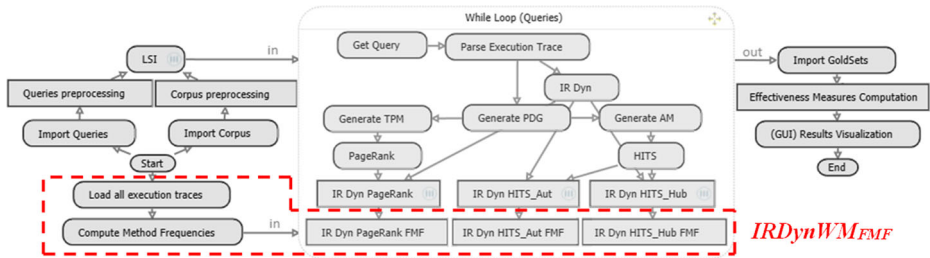 While Loop (Queries)
Get Query
Parse Execution Trace
LSI
in
out
Import GoldSets
IR Dyn
Queries preprocessing
Corpus preprocessing
Effectiveness Measures Computation
Generate TPM
Generate PDG
Generate AM
Import Queries
Import Corpus
(GUI) Results Visualization
PageRank
HITS
Start
End
Load all execution traces
IR Dyn PageRank
IR Dyn HITS_Aut
IR Dyn HITS_Hub
Compute Method Frequencies
in
IR Dyn PageRank FMF
IR Dyn HITS_Aut FMF
IR Dyn HITS_Hub FMF
IRDynWMFMF